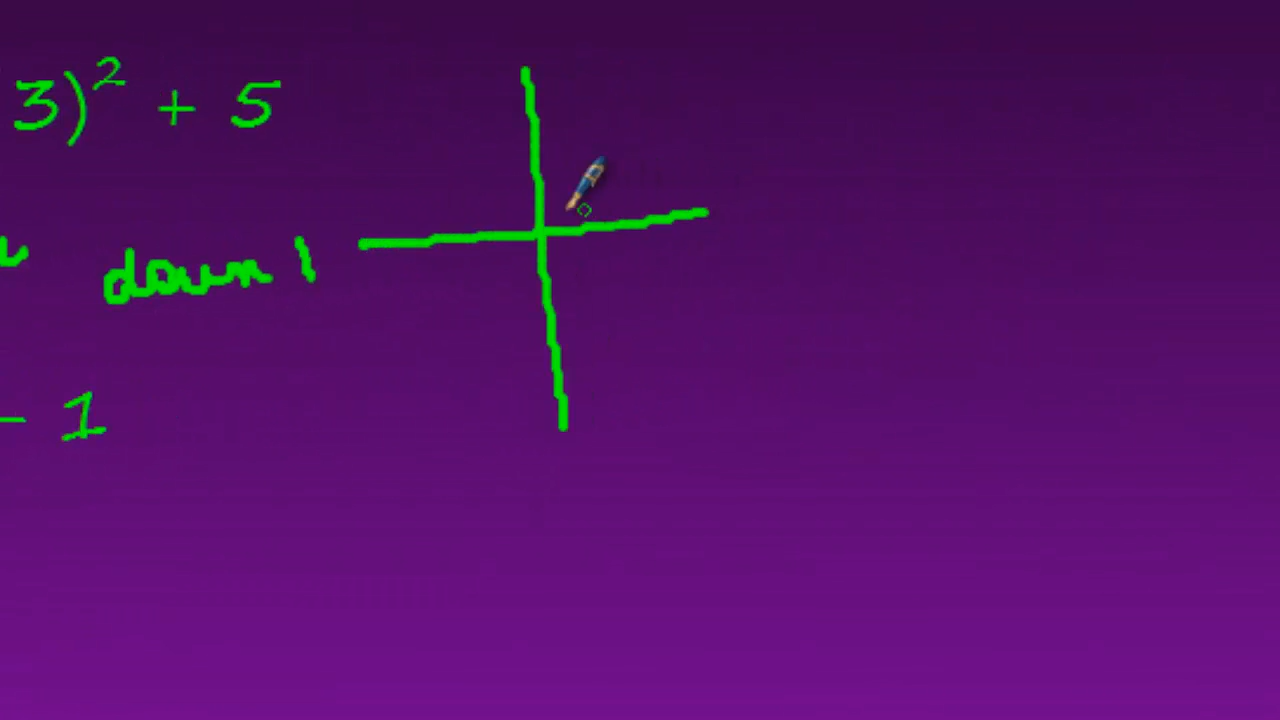 3)² + 5
down 1
- 1